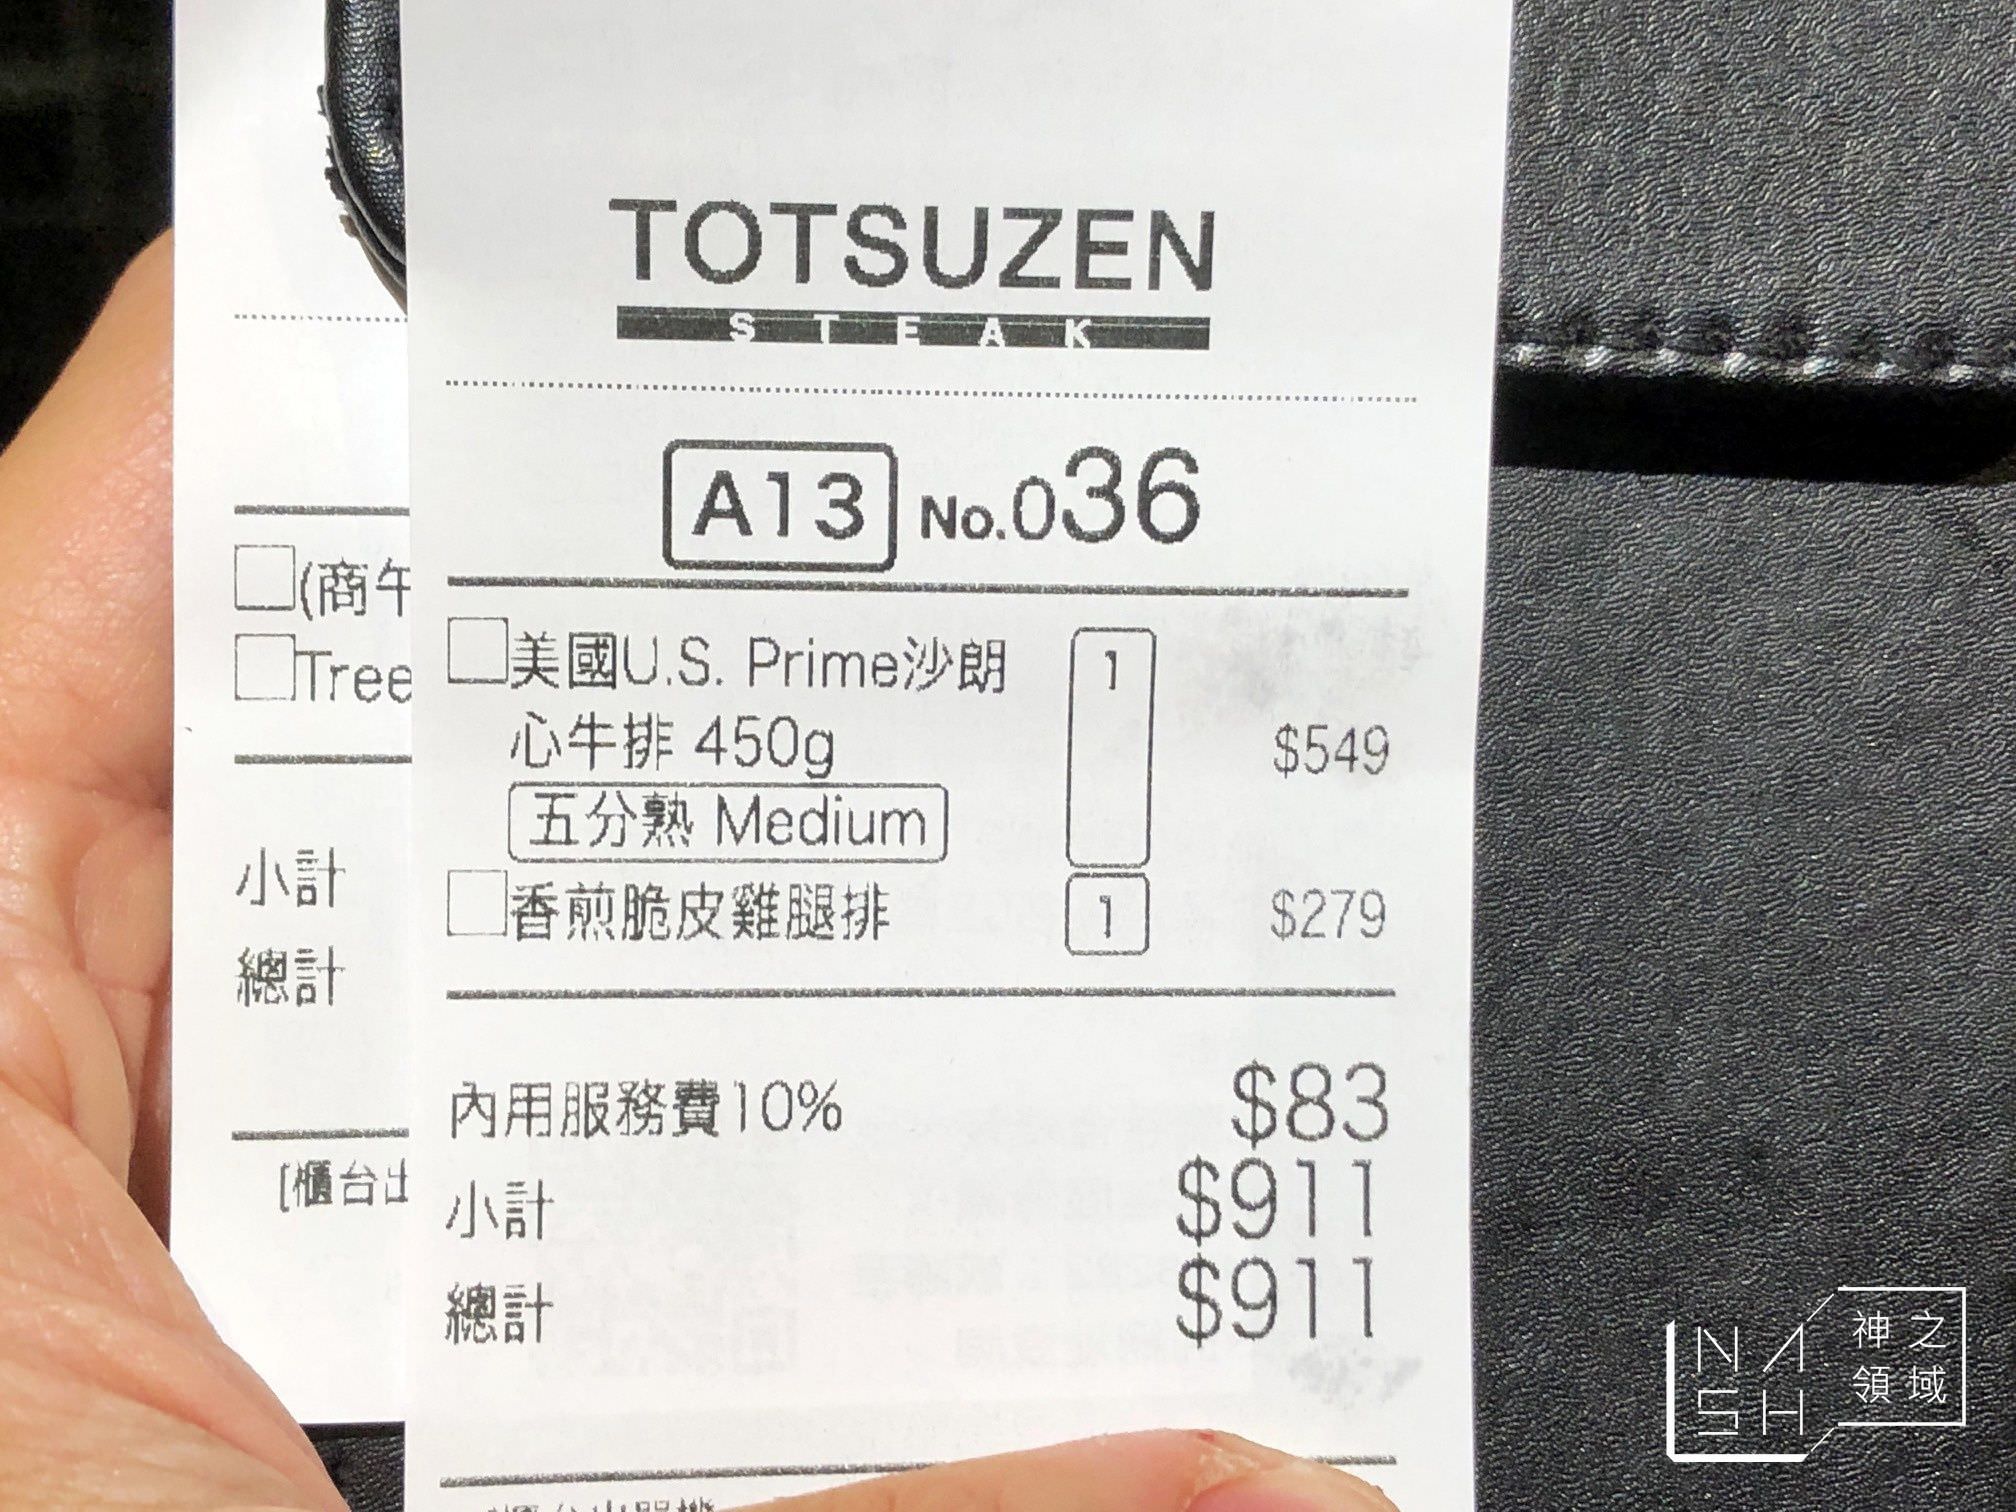 TOTSUZEN
STEAK
A13 No.036
美國U.S. Prime沙朗 1
心牛排 450g $549
五分熟 Medium
香煎脆皮雞腿排 1 $279
內用服務費10% $83
小計 $911
總計 $911
(商午
Tree
小計
總計
[櫃台出
NASH
神之
領域